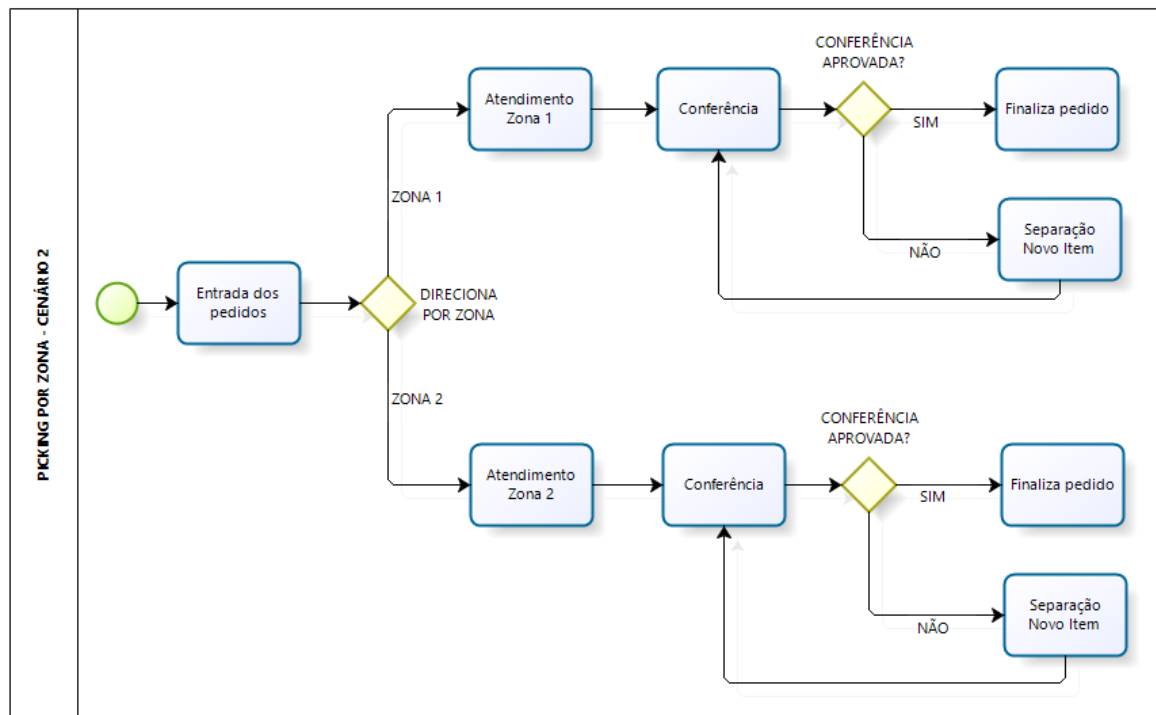 PICKING POR ZONA - CENÁRIO 2
Entrada dos
pedidos
DIRECIONA
POR ZONA
ZONA 1
Atendimento
Zona 1
Conferência
CONFERÊNCIA
APROVADA?
SIM
Finaliza pedido
NÃO
Separação
Novo Item
ZONA 2
Atendimento
Zona 2
Conferência
CONFERÊNCIA
APROVADA?
SIM
Finaliza pedido
NÃO
Separação
Novo Item